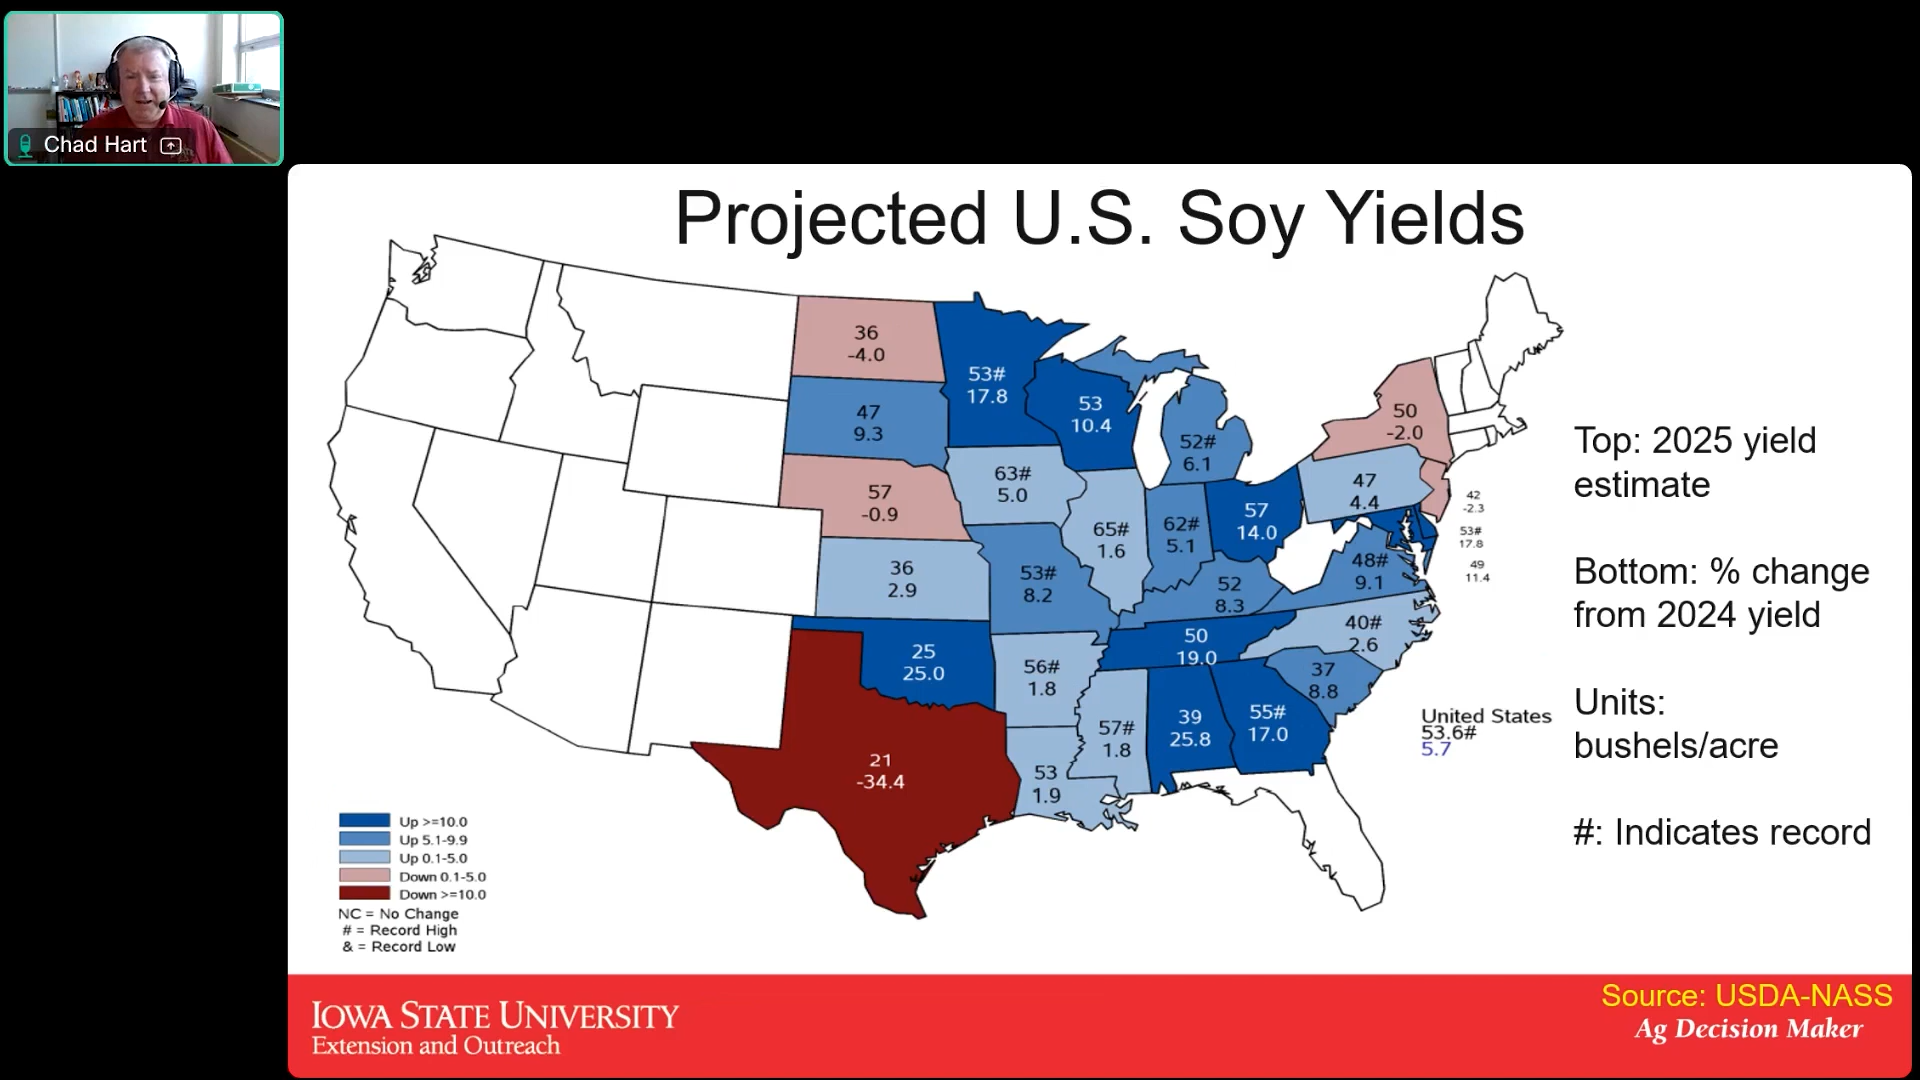 Chad Hart
Projected U.S. Soy Yields
36
-4.0
53#
17.8
47
9.3
53
10.4
52#
6.1
50
-2.0
57
-0.9
63#
5.0
65#
1.6
62#
5.1
57
14.0
47
4.4
42
-2.3
53#
17.8
49
11.4
36
2.9
53#
8.2
52
8.3
48#
9.1
40#
2.6
25
25.0
56#
1.8
50
19.0
37
8.8
21
-34.4
53
1.9
57#
1.8
39
25.8
55#
17.0
United States
53.6#
5.7
Top: 2025 yield
estimate
Bottom: % change
from 2024 yield
Units:
bushels/acre
#: Indicates record
Up >=10.0
Up 5.1-9.9
Up 0.1-5.0
Down 0.1-5.0
Down >=10.0
NC = No Change
# = Record High
& = Record Low
IOWA STATE UNIVERSITY
Extension and Outreach
Source: USDA-NASS
Ag Decision Maker